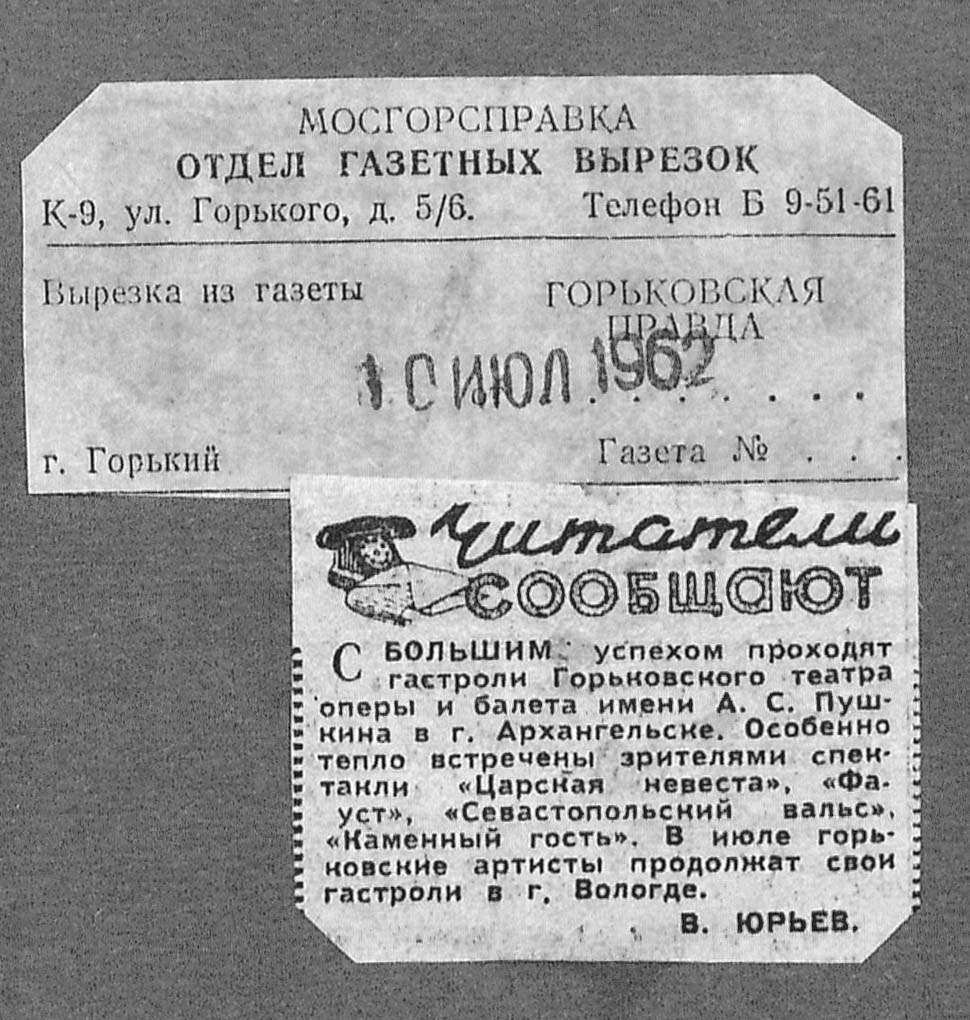 МОСГОРСПРАВКА
ОТДЕЛ ГАЗЕТНЫХ ВЫРЕЗОК
К-9, ул. Горького, д. 5/6. Телефон Б 9-51-61
Вырезка из газеты ГОРЬКОВСКАЯ
ПРАВДА
10 ИЮЛ 1962 . . . . . . .
г. Горький Газета № . . .
Читатели
СООБЩАЮТ
С БОЛЬШИМ успехом проходят
гастроли Горьковского театра
оперы и балета имени А. С. Пуш-
кина в г. Архангельске. Особенно
тепло встречены зрителями спек-
такли «Царская невеста», «Фа-
уст», «Севастопольский вальс»,
«Каменный гость». В июле горь-
ковские артисты продолжат свои
гастроли в г. Вологде.
В. ЮРЬЕВ.